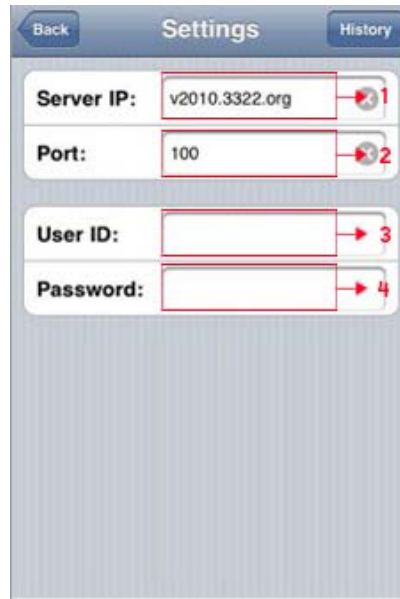 Back Settings History
Server IP: v2010.3322.org 1
Port: 100 2
User ID: 3
Password: 4